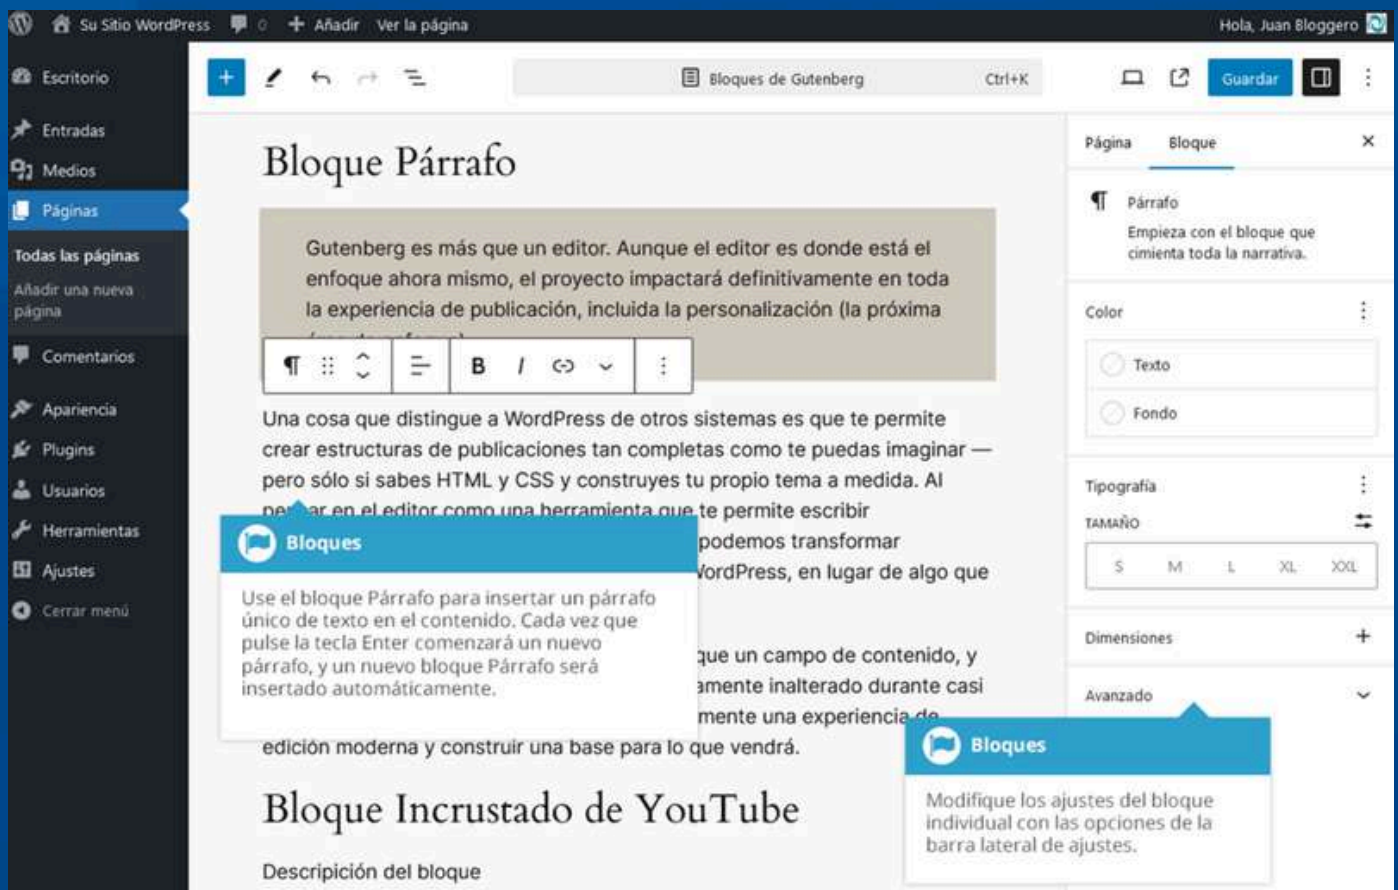 Su Sitio WordPress 0 + Añadir Ver la página
Hola, Juan Bloggero
Escritorio
Entradas
Medios
Páginas
Todas las páginas
Añadir una nueva
página
Comentarios
Apariencia
Plugins
Usuarios
Herramientas
Ajustes
Cerrar menú
Bloques de Gutenberg Ctrl+K
Guardar
Bloque Párrafo
Gutenberg es más que un editor. Aunque el editor es donde está el
enfoque ahora mismo, el proyecto impactará definitivamente en toda
la experiencia de publicación, incluida la personalización (la próxima
B I
Una cosa que distingue a WordPress de otros sistemas es que te permite
crear estructuras de publicaciones tan completas como te puedas imaginar —
pero sólo si sabes HTML y CSS y construyes tu propio tema a medida. Al
pensar en el editor como una herramienta que te permite escribir
podemos transformar
WordPress, en lugar de algo que
que un campo de contenido, y
amente inalterado durante casi
mente una experiencia de
edición moderna y construir una base para lo que vendrá.
Bloques
Use el bloque Párrafo para insertar un párrafo
único de texto en el contenido. Cada vez que
pulse la tecla Enter comenzará un nuevo
párrafo, y un nuevo bloque Párrafo será
insertado automáticamente.
Bloque Incrustado de YouTube
Descripición del bloque
Página Bloque
Párrafo
Empieza con el bloque que
cimienta toda la narrativa.
Color
Texto
Fondo
Tipografía
TAMAÑO
S M L XL XXL
Dimensiones
Avanzado
Bloques
Modifique los ajustes del bloque
individual con las opciones de la
barra lateral de ajustes.